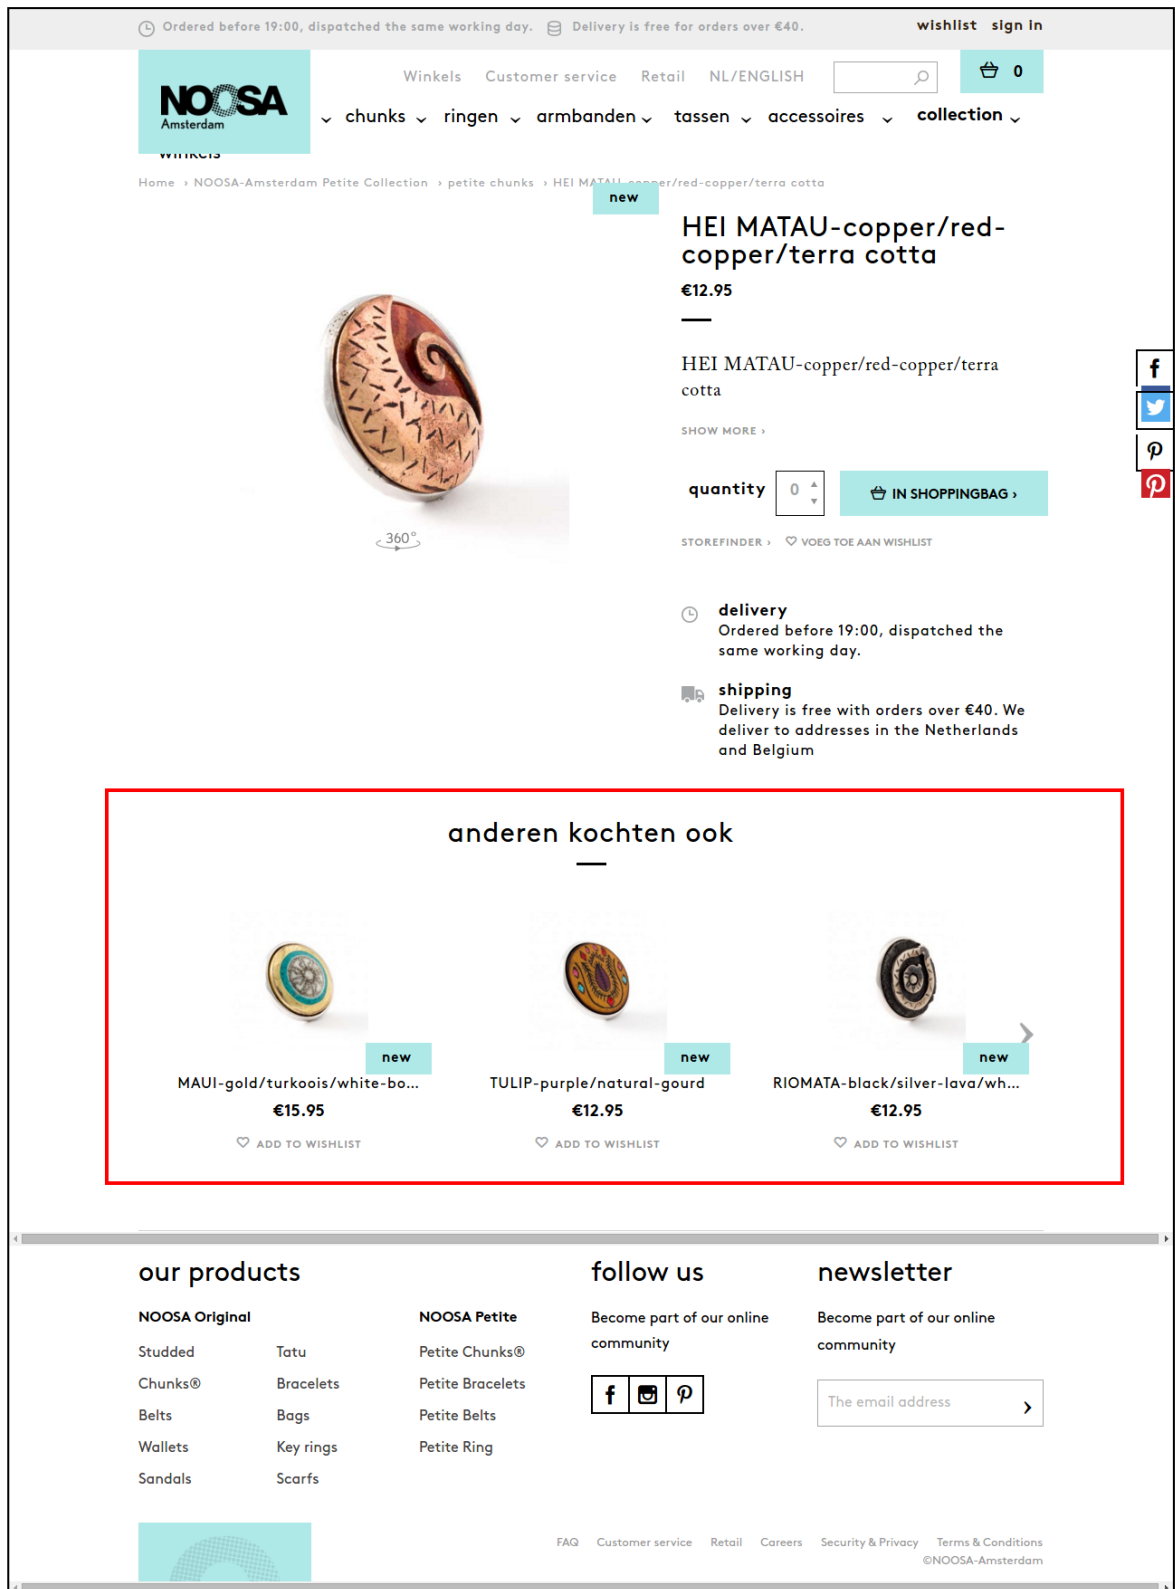 Ordered before 19:00, dispatched the same working day. Delivery is free for orders over €40. wishlist sign in
Winkels Customer service Retail NL/ENGLISH 0
NOOSA
Amsterdam
chunks ringen armbanden tassen accessoires collection
winkels
Home › NOOSA-Amsterdam Petite Collection › petite chunks › HEI MATAU-copper/red-copper/terra cotta
new
HEI MATAU-copper/red-
copper/terra cotta
€12.95
HEI MATAU-copper/red-copper/terra
cotta
SHOW MORE ›
quantity 0 IN SHOPPINGBAG ›
360°
STOREFINDER › VOEG TOE AAN WISHLIST
delivery
Ordered before 19:00, dispatched the
same working day.
shipping
Delivery is free with orders over €40. We
deliver to addresses in the Netherlands
and Belgium
anderen kochten ook
new new new
MAUI-gold/turkoois/white-bo... TULIP-purple/natural-gourd RIOMATA-black/silver-lava/wh...
€15.95 €12.95 €12.95
ADD TO WISHLIST ADD TO WISHLIST ADD TO WISHLIST
our products follow us newsletter
NOOSA Original NOOSA Petite Become part of our online Become part of our online
community community
Studded Tatu Petite Chunks®
Chunks® Bracelets Petite Bracelets
Belts Bags Petite Belts
The email address
Wallets Key rings Petite Ring
Sandals Scarfs
FAQ Customer service Retail Careers Security & Privacy Terms & Conditions
©NOOSA-Amsterdam